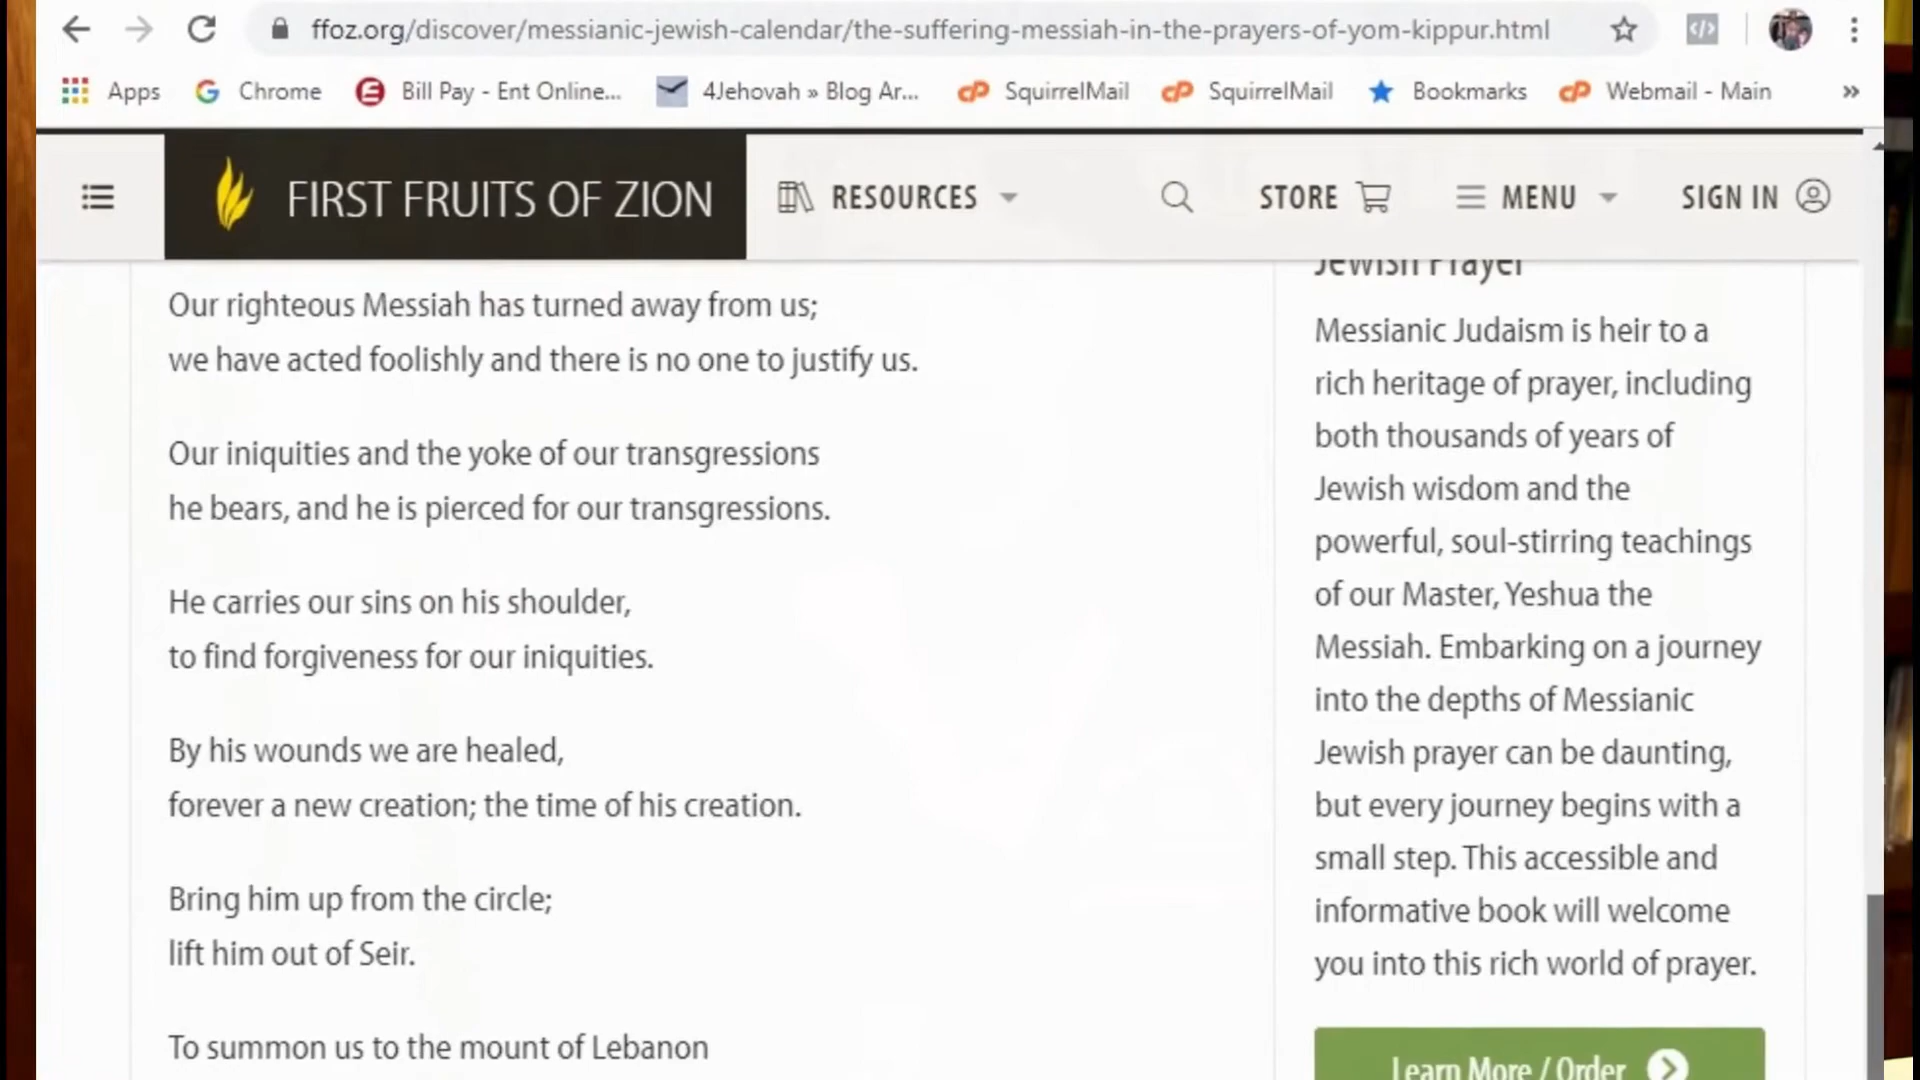 ffoz.org/discover/messianic-jewish-calendar/the-suffering-messiah-in-the-prayers-of-yom-kippur.html
Apps Chrome Bill Pay - Ent Online... 4Jehovah » Blog Ar... SquirrelMail SquirrelMail Bookmarks Webmail - Main »
FIRST FRUITS OF ZION RESOURCES STORE MENU SIGN IN
Our righteous Messiah has turned away from us;
we have acted foolishly and there is no one to justify us.
Our iniquities and the yoke of our transgressions
he bears, and he is pierced for our transgressions.
He carries our sins on his shoulder,
to find forgiveness for our iniquities.
By his wounds we are healed,
forever a new creation; the time of his creation.
Bring him up from the circle;
lift him out of Seir.
To summon us to the mount of Lebanon
Jewish Prayer
Messianic Judaism is heir to a
rich heritage of prayer, including
both thousands of years of
Jewish wisdom and the
powerful, soul-stirring teachings
of our Master, Yeshua the
Messiah. Embarking on a journey
into the depths of Messianic
Jewish prayer can be daunting,
but every journey begins with a
small step. This accessible and
informative book will welcome
you into this rich world of prayer.
Learn More / Order